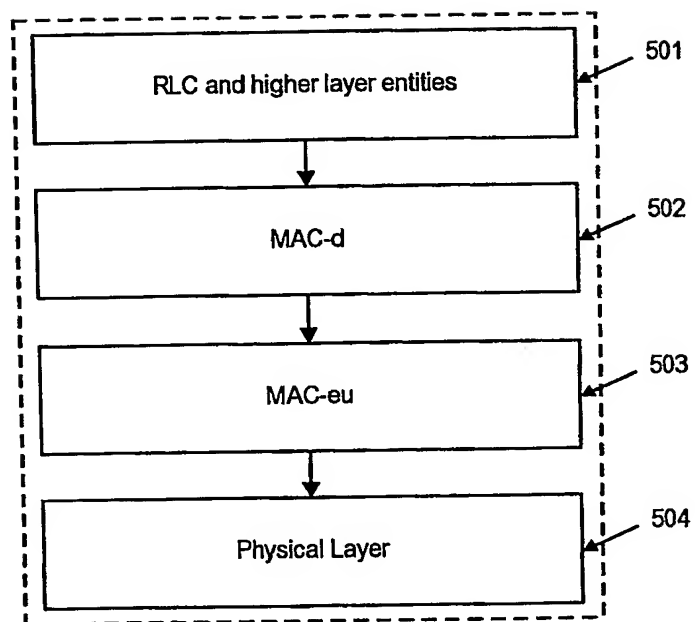 RLC and higher layer entities
501
MAC-d
502
MAC-eu
503
Physical Layer
504